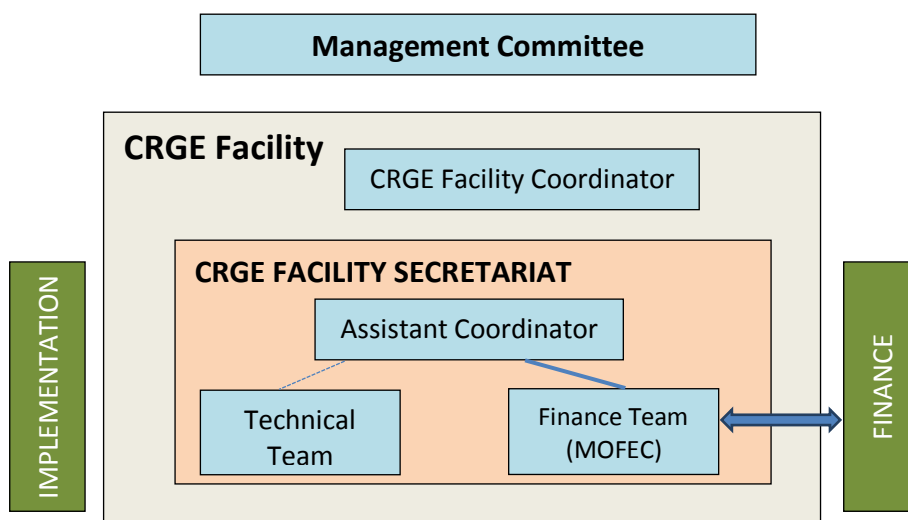 Management Committee
CRGE Facility
CRGE Facility Coordinator
CRGE FACILITY SECRETARIAT
Assistant Coordinator
Technical
Team
Finance Team
(MOFEC)
IMPLEMENTATION
FINANCE